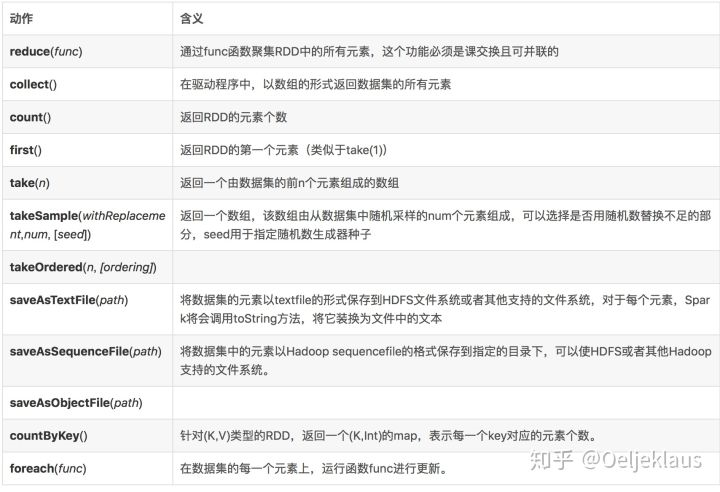 动作 含义
reduce(func) 通过func函数聚集RDD中的所有元素，这个功能必须是课交换且可并联的
collect() 在驱动程序中，以数组的形式返回数据集的所有元素
count() 返回RDD的元素个数
first() 返回RDD的第一个元素（类似于take(1)）
take(n) 返回一个由数据集的前n个元素组成的数组
takeSample(withReplaceme
nt,num, [seed])
返回一个数组，该数组由从数据集中随机采样的num个元素组成，可以选择是否用随机数替换不足的部
分，seed用于指定随机数生成器种子
takeOrdered(n, [ordering])
saveAsTextFile(path) 将数据集的元素以textfile的形式保存到HDFS文件系统或者其他支持的文件系统，对于每个元素，Spar
k将会调用toString方法，将它装换为文件中的文本
saveAsSequenceFile(path) 将数据集中的元素以Hadoop sequencefile的格式保存到指定的目录下，可以使HDFS或者其他Hadoop
支持的文件系统。
saveAsObjectFile(path)
countByKey() 针对(K,V)类型的RDD，返回一个(K,Int)的map，表示每一个key对应的元素个数。
foreach(func) 在数据集的每一个元素上，运行函数func进行更新。
知乎 @Oeljeklaus